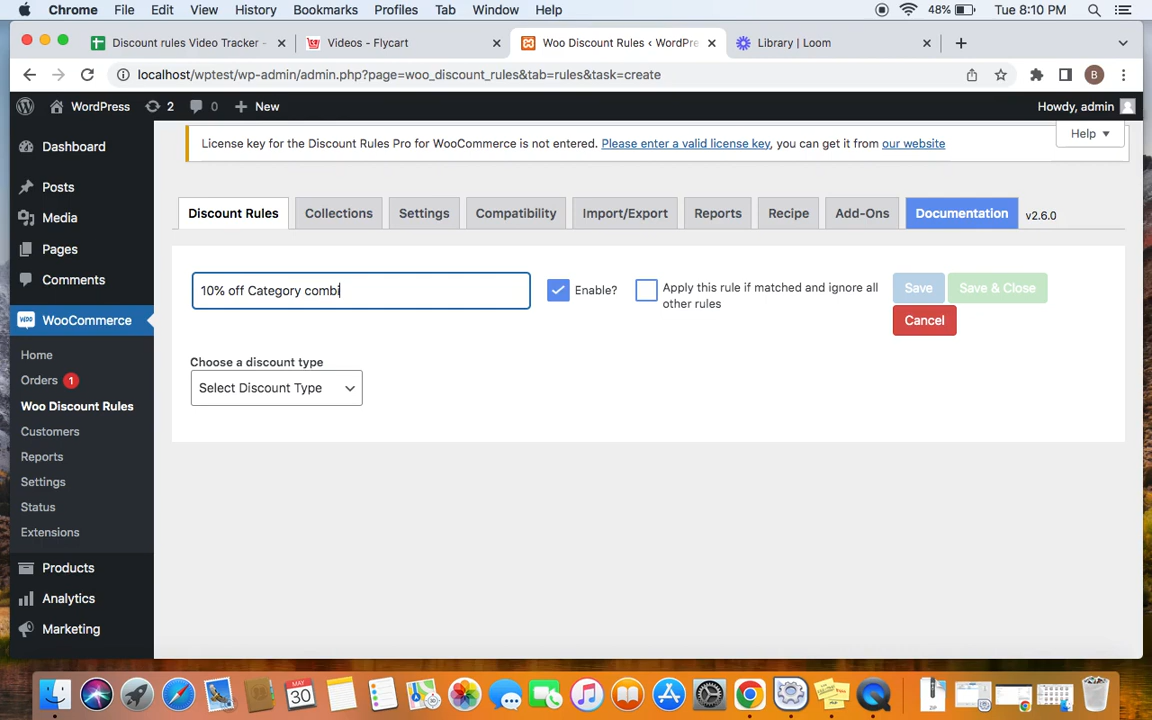 Chrome File Edit View History Bookmarks Profiles Tab Window Help 48% Tue 8:10 PM
Discount rules Video Tracker - Videos - Flycart Woo Discount Rules ‹ WordPre Library | Loom
localhost/wptest/wp-admin/admin.php?page=woo_discount_rules&tab=rules&task=create B
WordPress 2 0 New Howdy, admin
Help
License key for the Discount Rules Pro for WooCommerce is not entered. Please enter a valid license key, you can get it from our website
Dashboard
Posts
Media
Pages
Comments
WooCommerce
Home
Orders 1
Woo Discount Rules
Customers
Reports
Settings
Status
Extensions
Products
Analytics
Marketing
Discount Rules Collections Settings Compatibility Import/Export Reports Recipe Add-Ons Documentation v2.6.0
10% off Category combi
Enable?
Apply this rule if matched and ignore all
other rules
Save Save & Close
Cancel
Choose a discount type
Select Discount Type
MAY
30